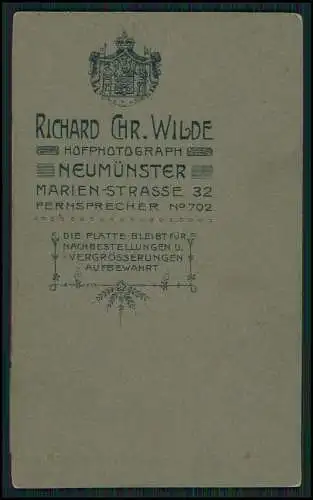 RICHARD CHR. WILDE
HOFPHOTOGRAPH
NEUMÜNSTER
MARIEN-STRASSE 32
FERNSPRECHER No 702
DIE PLATTE BLEIBT FÜR
NACHBESTELLUNGEN U.
VERGRÖSSERUNGEN
AUFBEWAHRT